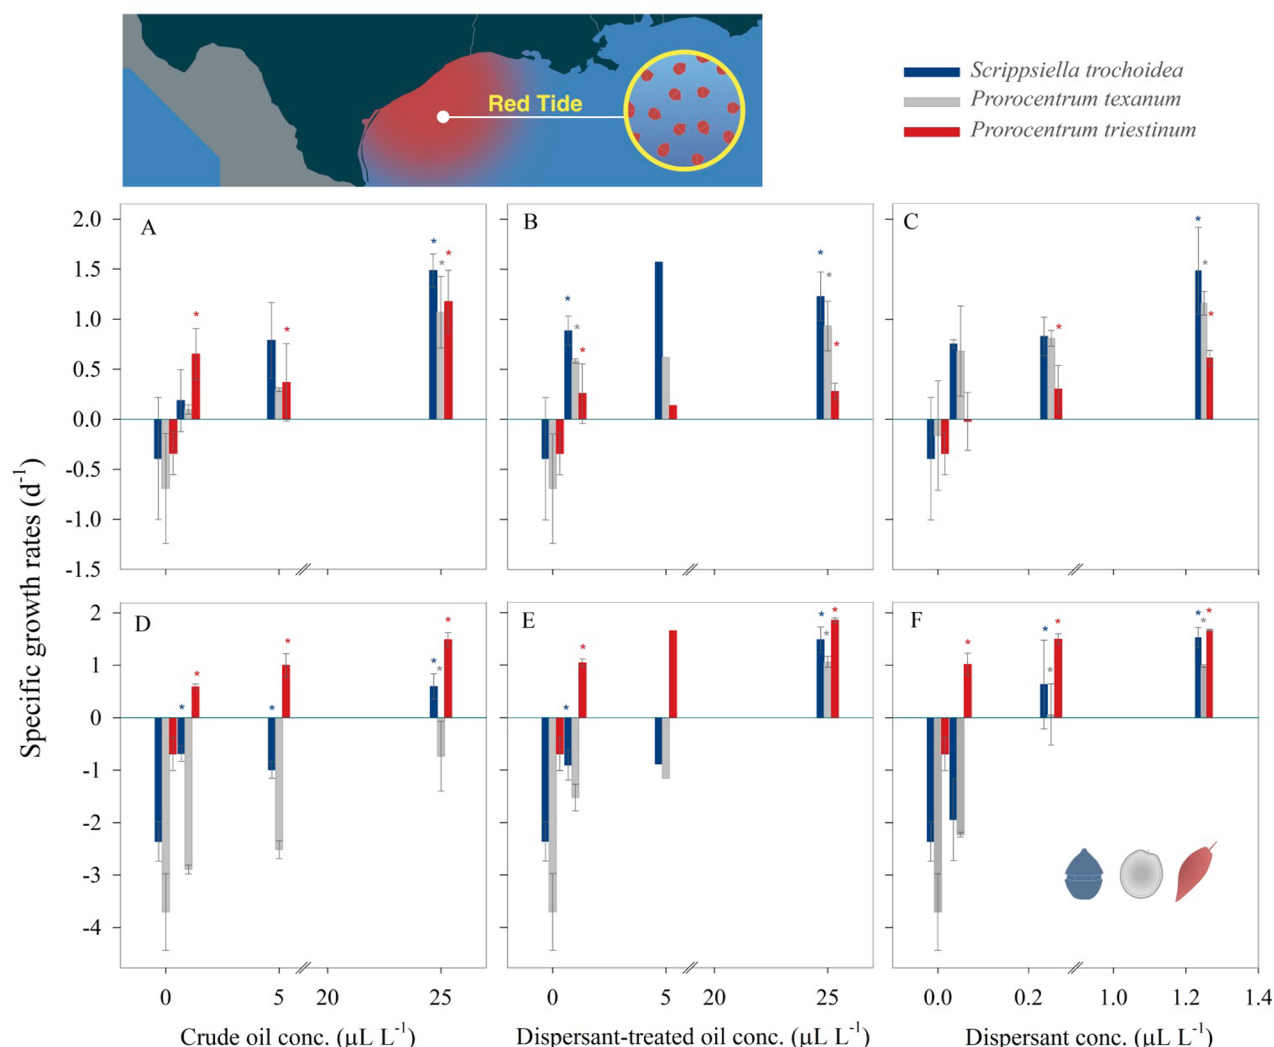 Red Tide
Scrippsiella trochoidea
Prorocentrum texanum
Prorocentrum triestinum
Specific growth rates (d-1)
A
2.0
1.5
1.0
0.5
0.0
-0.5
-1.0
-1.5
*
*
*
*
*
B
*
*
*
*
*
*
C
*
*
*
*
D
2
1
0
-1
-2
-3
-4
*
*
*
*
*
*
*
E
*
*
*
*
*
F
*
*
*
*
*
*
*
0 5 20 25
0 5 20 25
0.0 0.2 1.0 1.2 1.4
Crude oil conc. (µL L-1)
Dispersant-treated oil conc. (µL L-1)
Dispersant conc. (µL L-1)